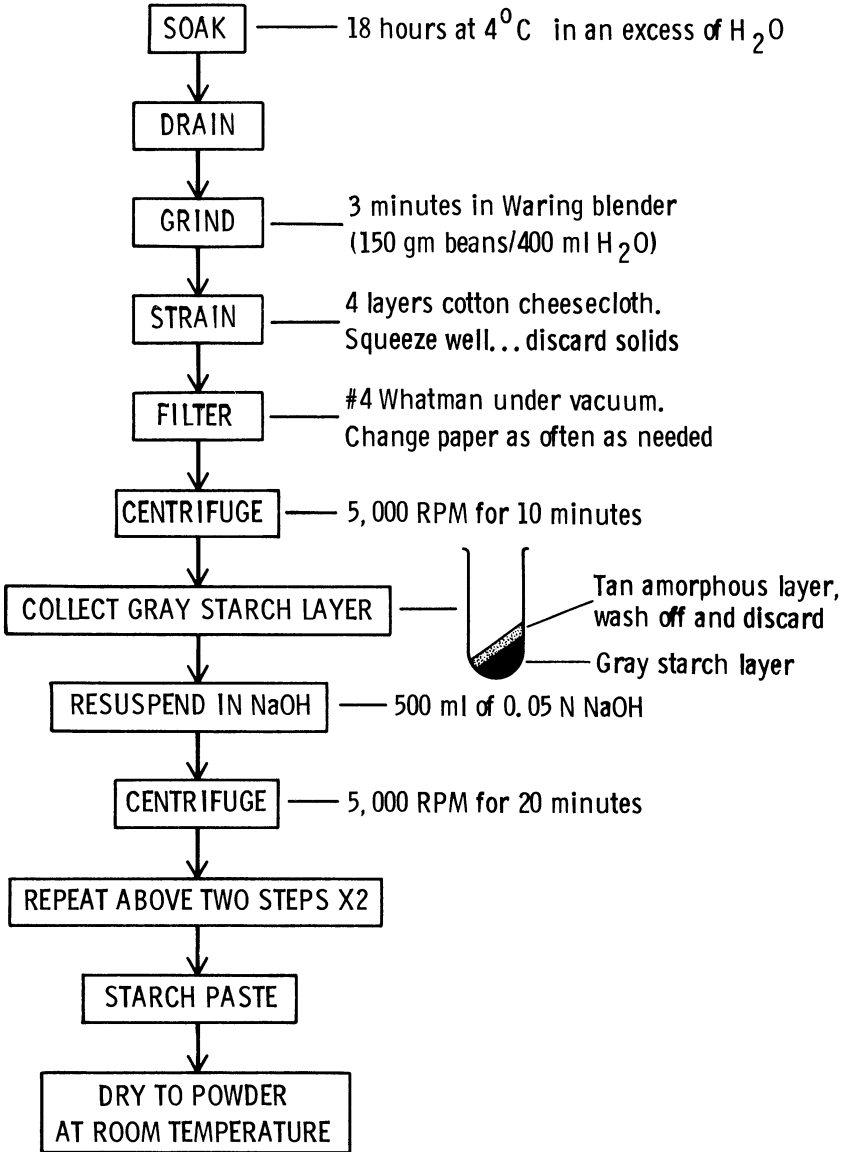 SOAK
18 hours at 4°C in an excess of H2O
DRAIN
GRIND
3 minutes in Waring blender
(150 gm beans/400 ml H2O)
STRAIN
4 layers cotton cheesecloth.
Squeeze well... discard solids
FILTER
#4 Whatman under vacuum.
Change paper as often as needed
CENTRIFUGE
5,000 RPM for 10 minutes
COLLECT GRAY STARCH LAYER
Tan amorphous layer,
wash off and discard
Gray starch layer
RESUSPEND IN NaOH
500 ml of 0.05 N NaOH
CENTRIFUGE
5,000 RPM for 20 minutes
REPEAT ABOVE TWO STEPS X2
STARCH PASTE
DRY TO POWDER
AT ROOM TEMPERATURE